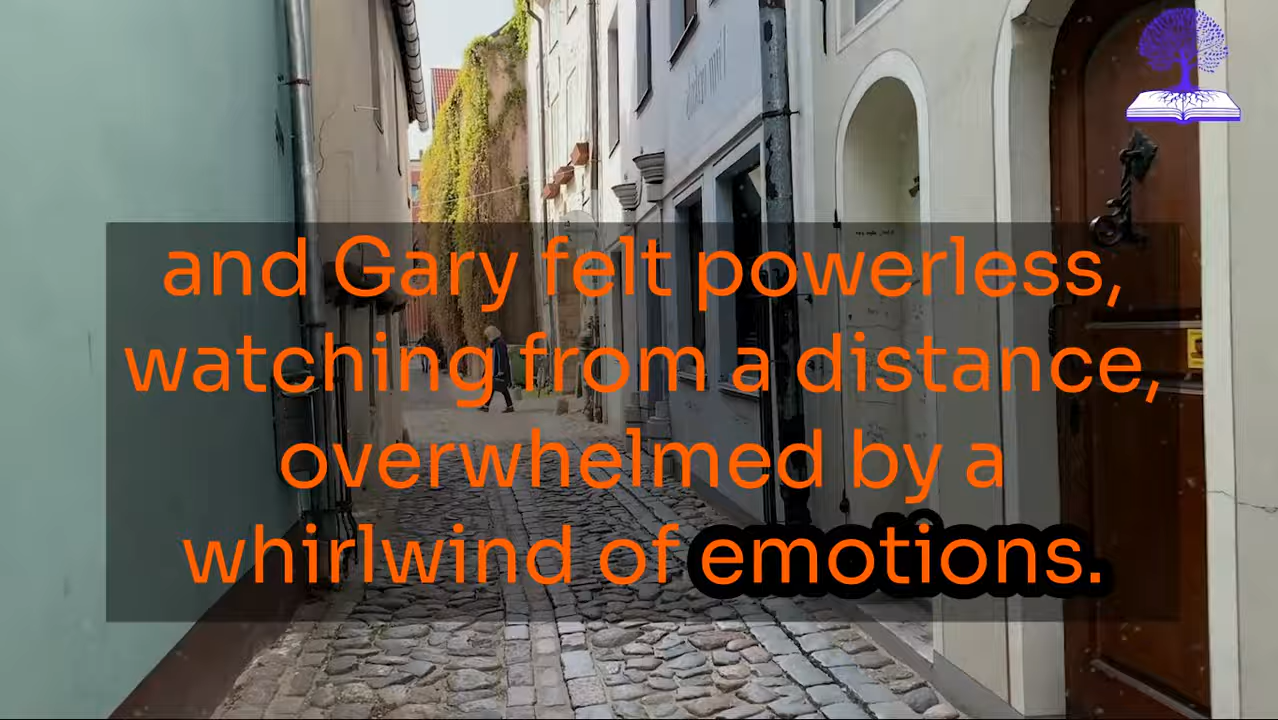 and Gary felt powerless,
watching from a distance,
overwhelmed by a
whirlwind of emotions.